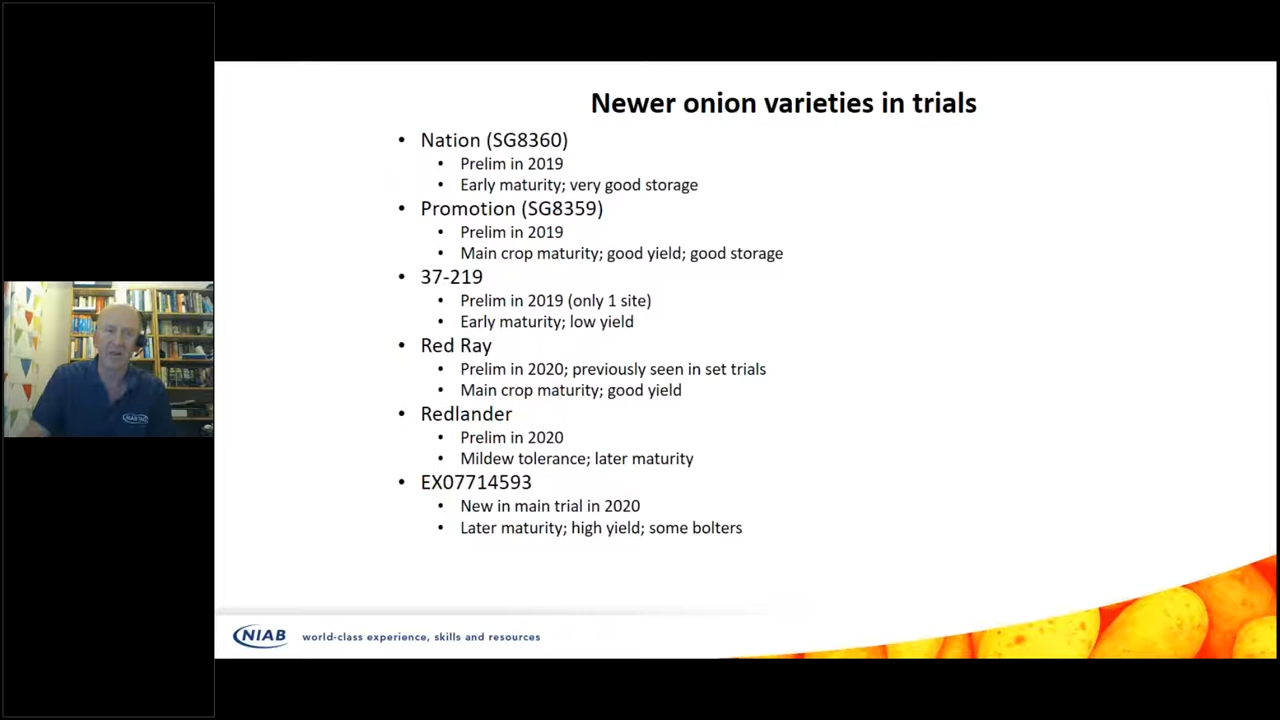 Newer onion varieties in trials
• Nation (SG8360)
• Prelim in 2019
• Early maturity; very good storage
• Promotion (SG8359)
• Prelim in 2019
• Main crop maturity; good yield; good storage
• 37-219
• Prelim in 2019 (only 1 site)
• Early maturity; low yield
• Red Ray
• Prelim in 2020; previously seen in set trials
• Main crop maturity; good yield
• Redlander
• Prelim in 2020
• Mildew tolerance; later maturity
• EX07714593
• New in main trial in 2020
• Later maturity; high yield; some bolters
NIAB world-class experience, skills and resources